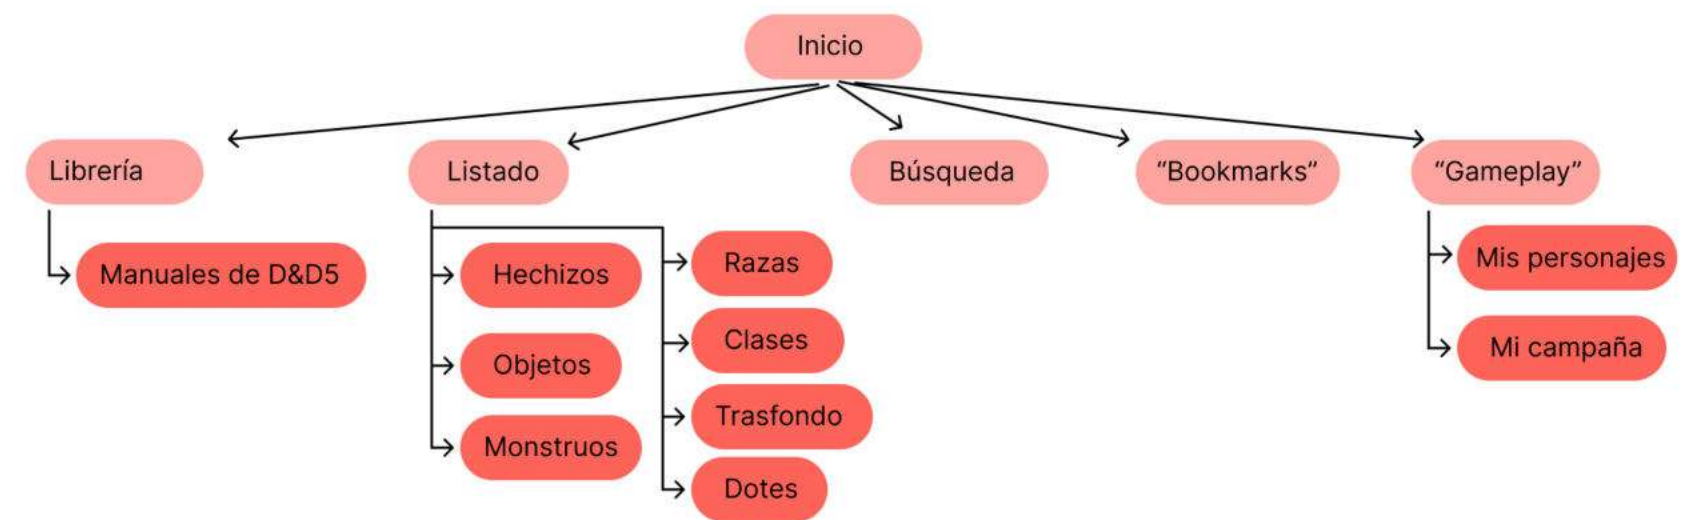 Inicio
Librería
Listado
Búsqueda
“Bookmarks”
“Gameplay”
Manuales de D&D5
Hechizos
Objetos
Monstruos
Razas
Clases
Trasfondo
Dotes
Mis personajes
Mi campaña